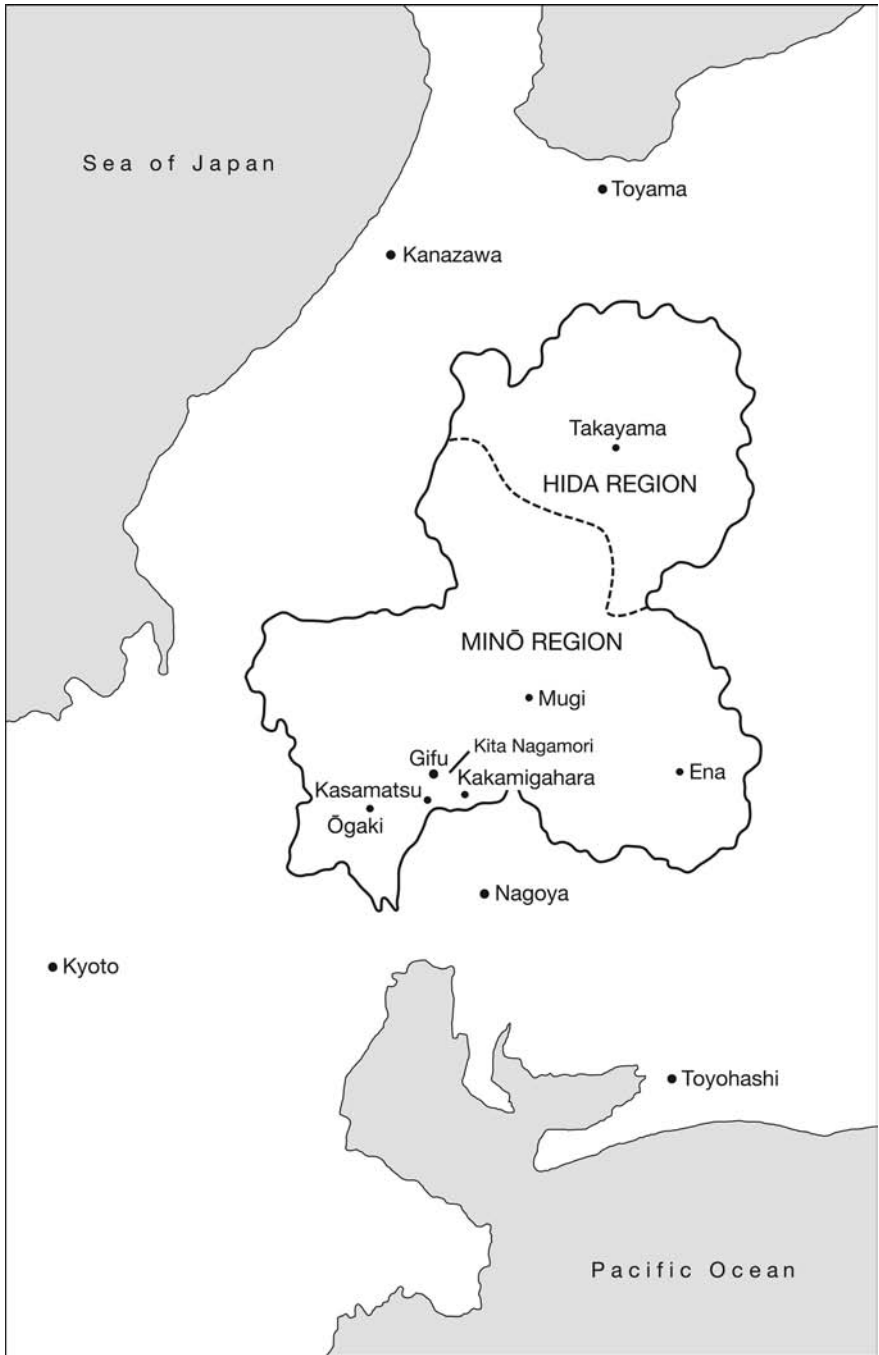 Sea of Japan
Toyama
Kanazawa
Takayama
HIDA REGION
MINŌ REGION
Mugi
Kita Nagamori
Gifu
Ena
Kakamigahara
Kasamatsu
Ōgaki
Nagoya
Kyoto
Toyohashi
Pacific Ocean